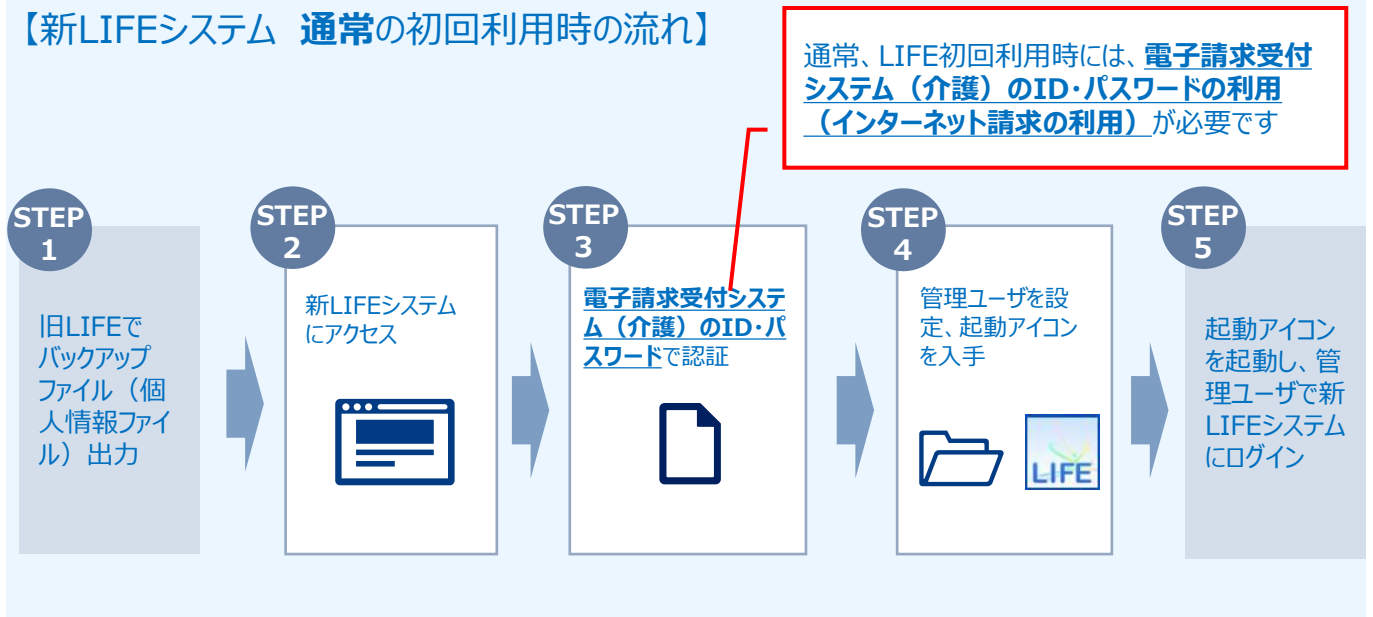 【新LIFEシステム 通常の初回利用時の流れ】
通常、LIFE初回利用時には、電子請求受付
システム（介護）のID・パスワードの利用
（インターネット請求の利用）が必要です
STEP
1
旧LIFEで
バックアップ
ファイル（個
人情報ファイ
ル）出力
STEP
2
新LIFEシステム
にアクセス
STEP
3
電子請求受付システ
ム（介護）のID・パ
スワードで認証
STEP
4
管理ユーザを設
定、起動アイコン
を入手
LIFE
STEP
5
起動アイコン
を起動し、管
理ユーザで新
LIFEシステム
にログイン